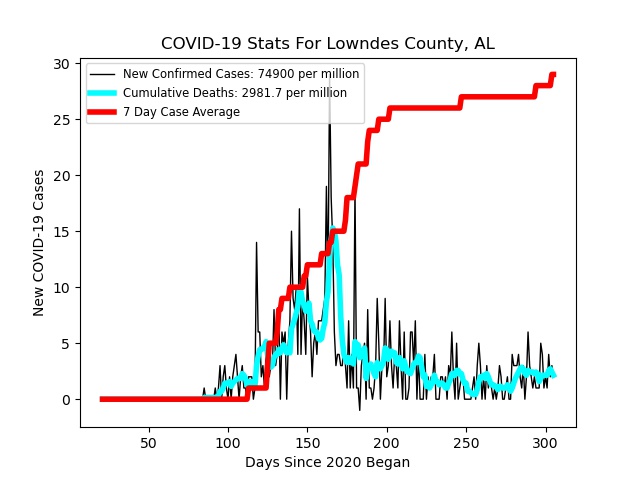 COVID-19 Stats For Lowndes County, AL
New Confirmed Cases: 74900 per million
Cumulative Deaths: 2981.7 per million
7 Day Case Average
30
25
20
15
10
5
0
New COVID-19 Cases
50 100 150 200 250 300
Days Since 2020 Began